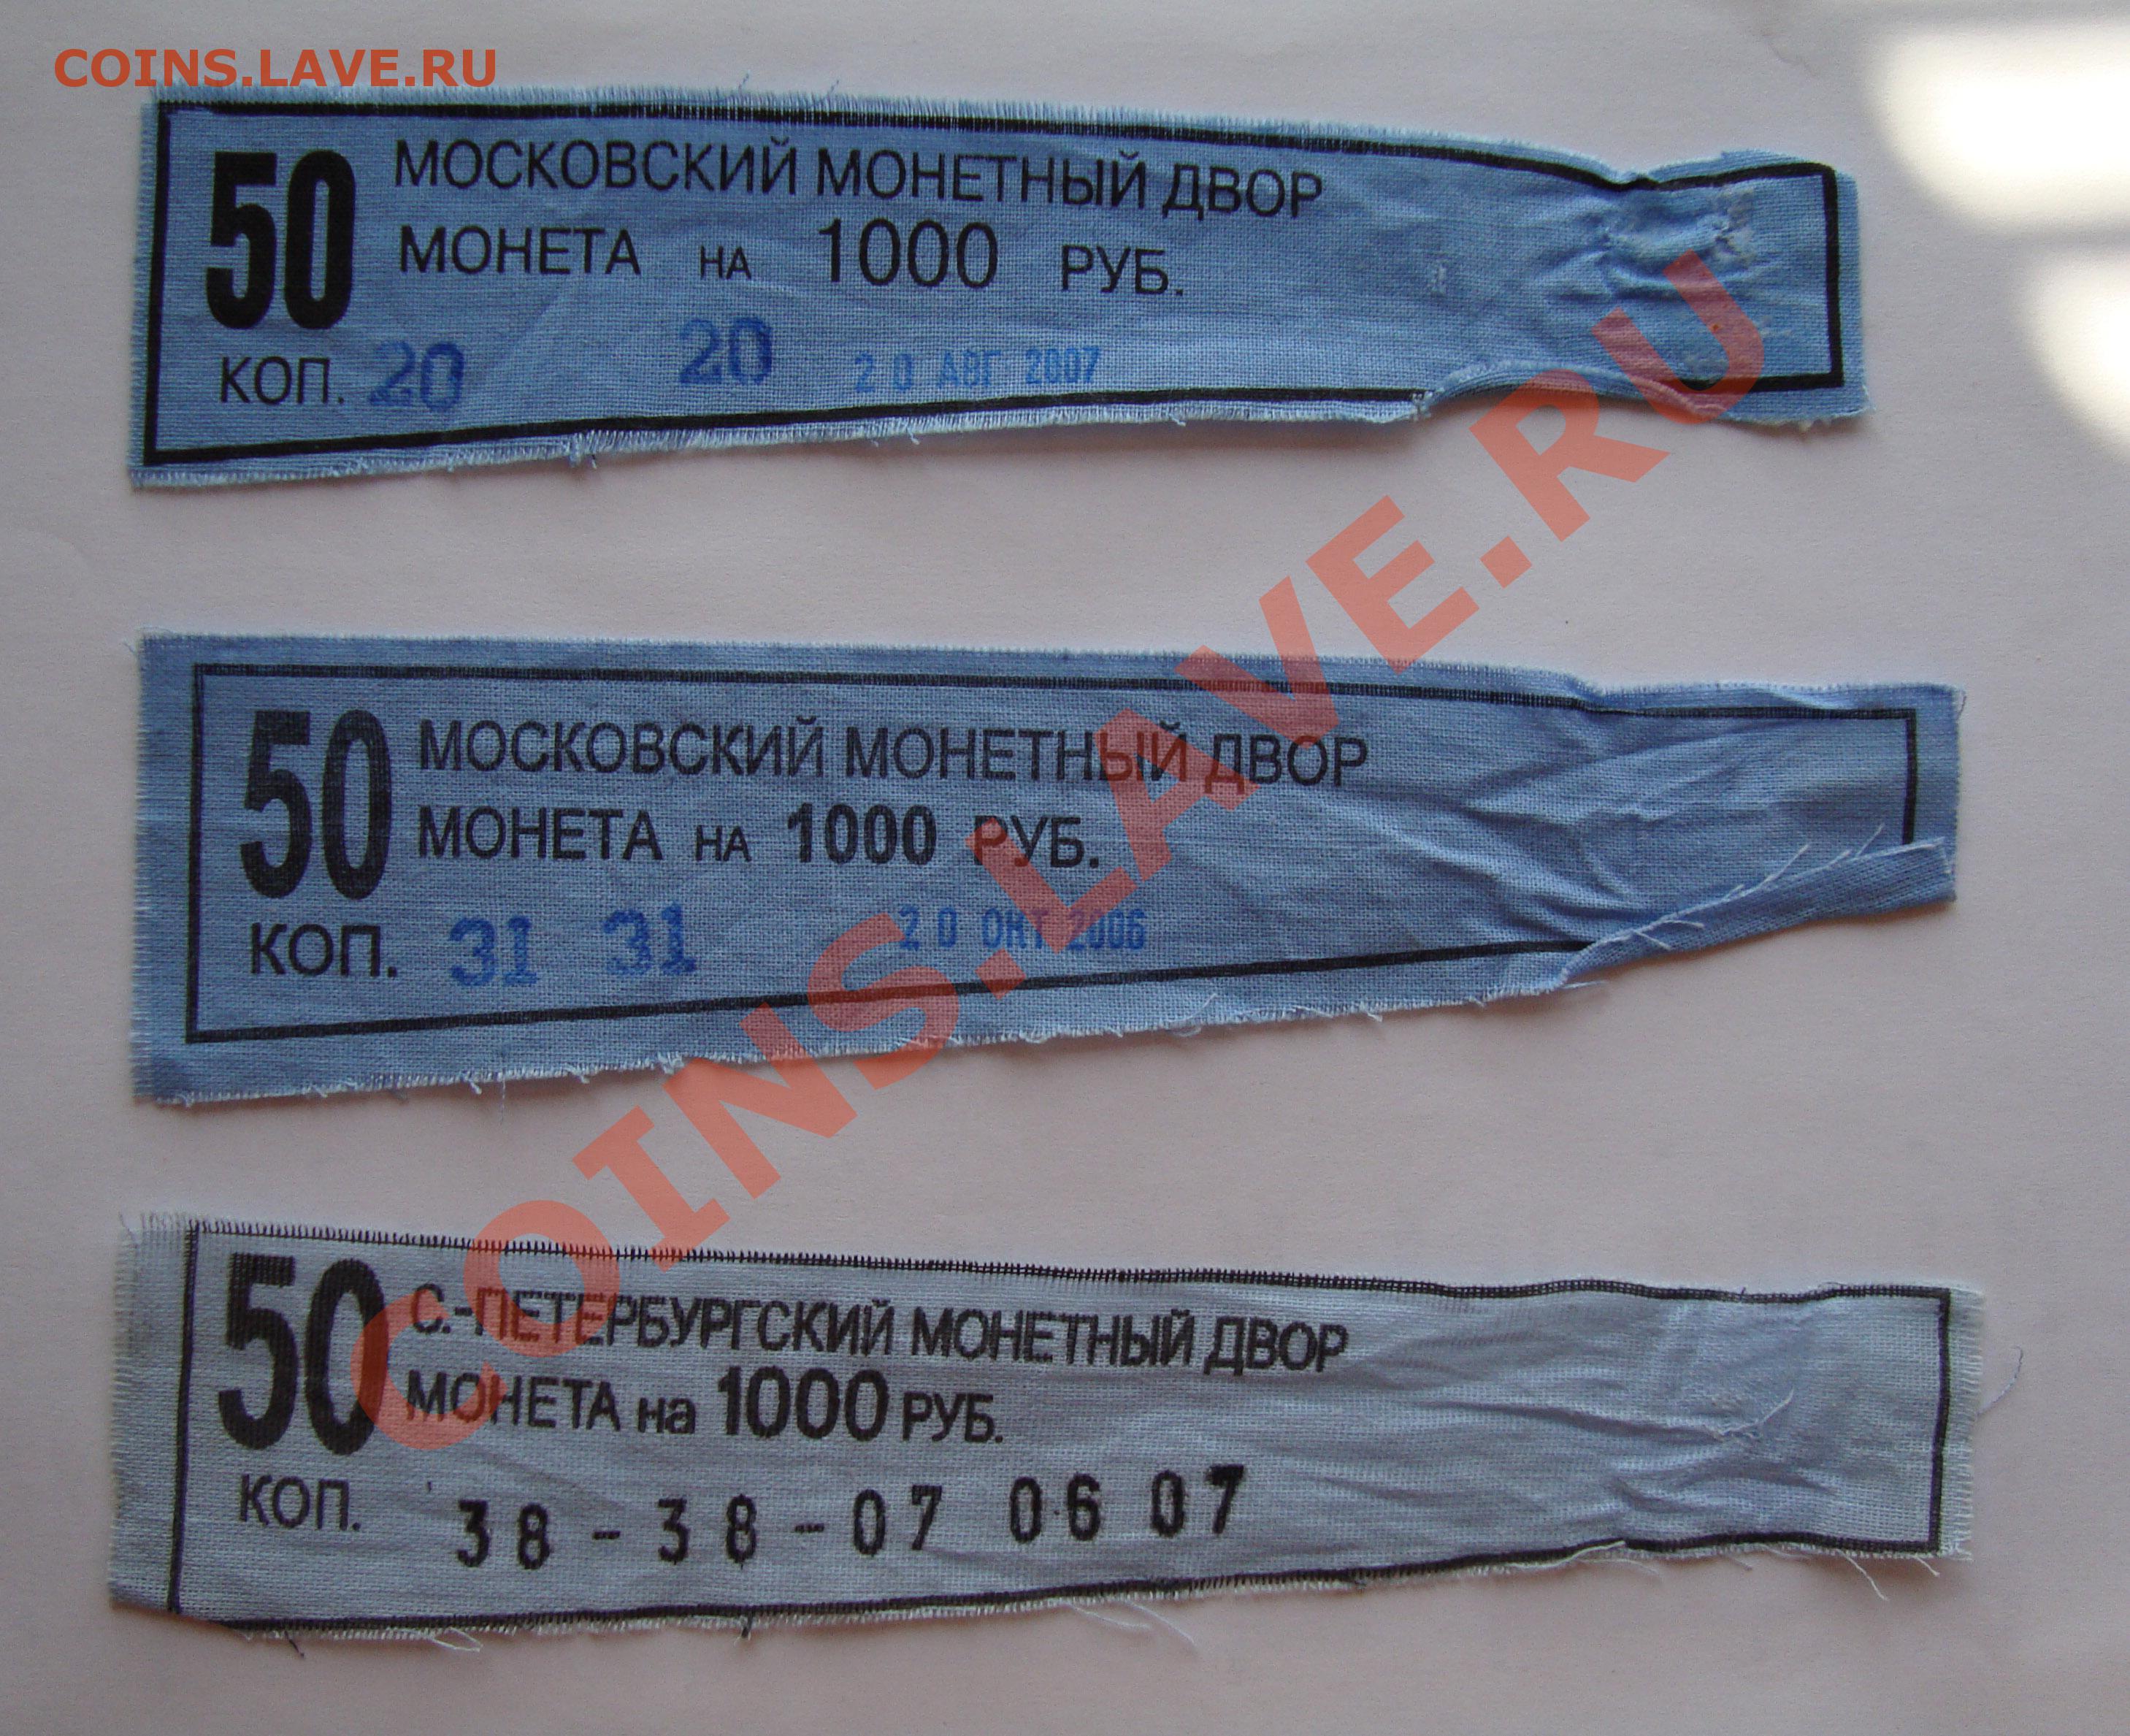 COINS.LAVE.RU
50 МОСКОВСКИЙ МОНЕТНЫЙ ДВОР
МОНЕТА НА 1000 РУБ.
КОП. 20 20 20 АВГ 2007
50 МОСКОВСКИЙ МОНЕТНЫЙ ДВОР
МОНЕТА НА 1000 РУБ.
КОП. 31 31 20 ОКТ 2006
50 С.-ПЕТЕРБУРГСКИЙ МОНЕТНЫЙ ДВОР
МОНЕТА на 1000 РУБ.
КОП. 38-38-07 06 07
COINS.LAVE.RU